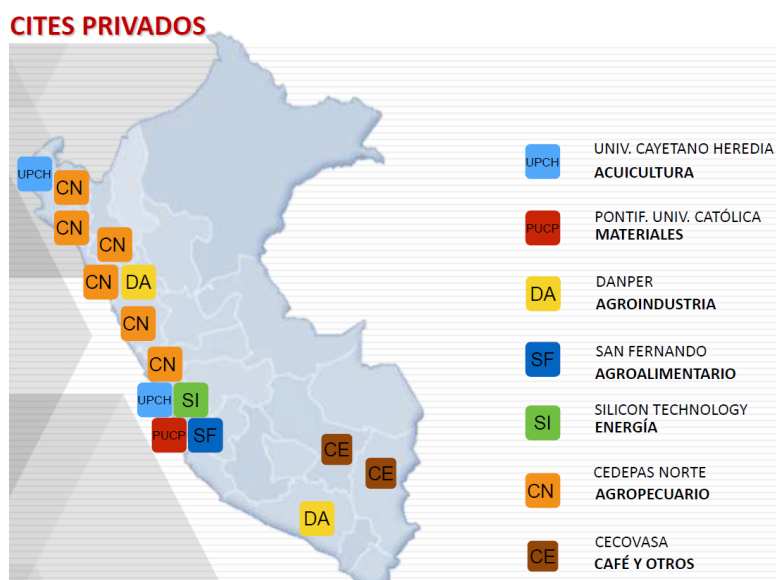 CITES PRIVADOS
UPCH
CN
CN
CN
CN
DA
CN
CN
UPCH
SI
PUCP
SF
CE
CE
DA
UPCH
UNIV. CAYETANO HEREDIA
ACUICULTURA
PUCP
PONTIF. UNIV. CATÓLICA
MATERIALES
DA
DANPER
AGROINDUSTRIA
SF
SAN FERNANDO
AGROALIMENTARIO
SI
SILICON TECHNOLOGY
ENERGÍA
CN
CEDEPAS NORTE
AGROPECUARIO
CE
CECOVASA
CAFÉ Y OTROS